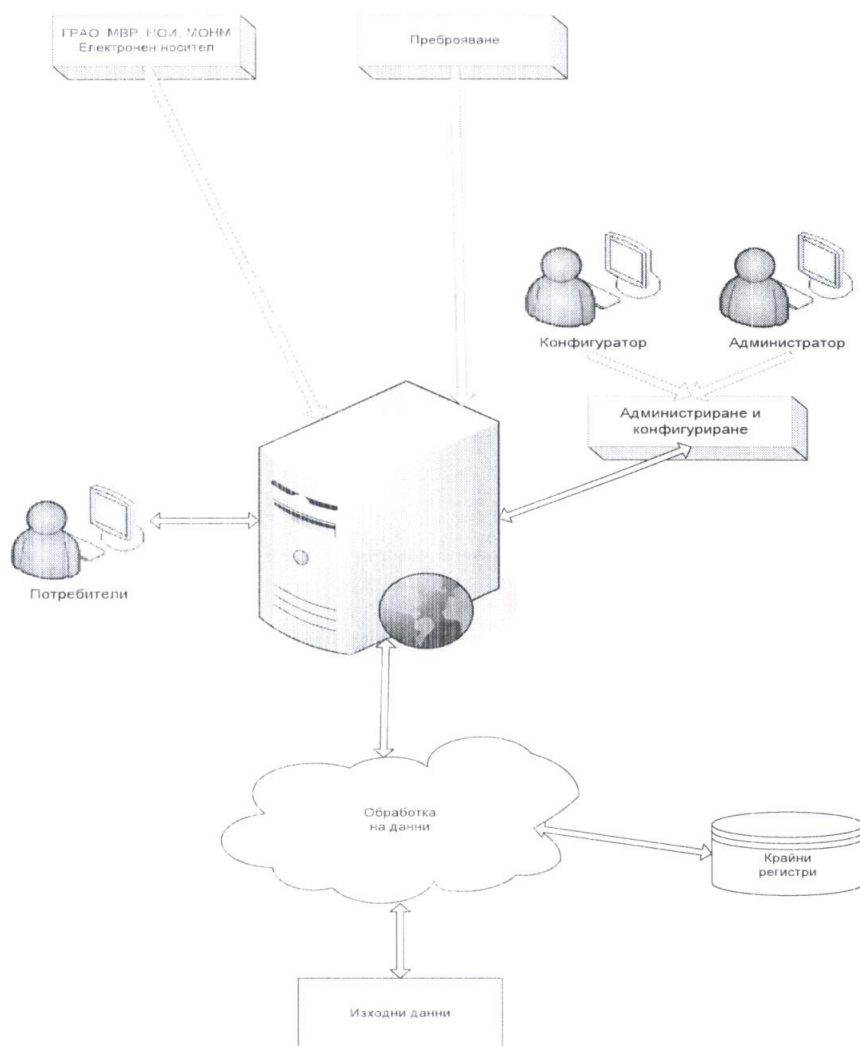 ГРАО, МВР, НОИ, МОНМ
Електронен носител
Преброяване
Конфигуратор
Администратор
Администриране и
конфигуриране
Потребители
Обработка
на данни
Крайни
регистри
Изходни данни